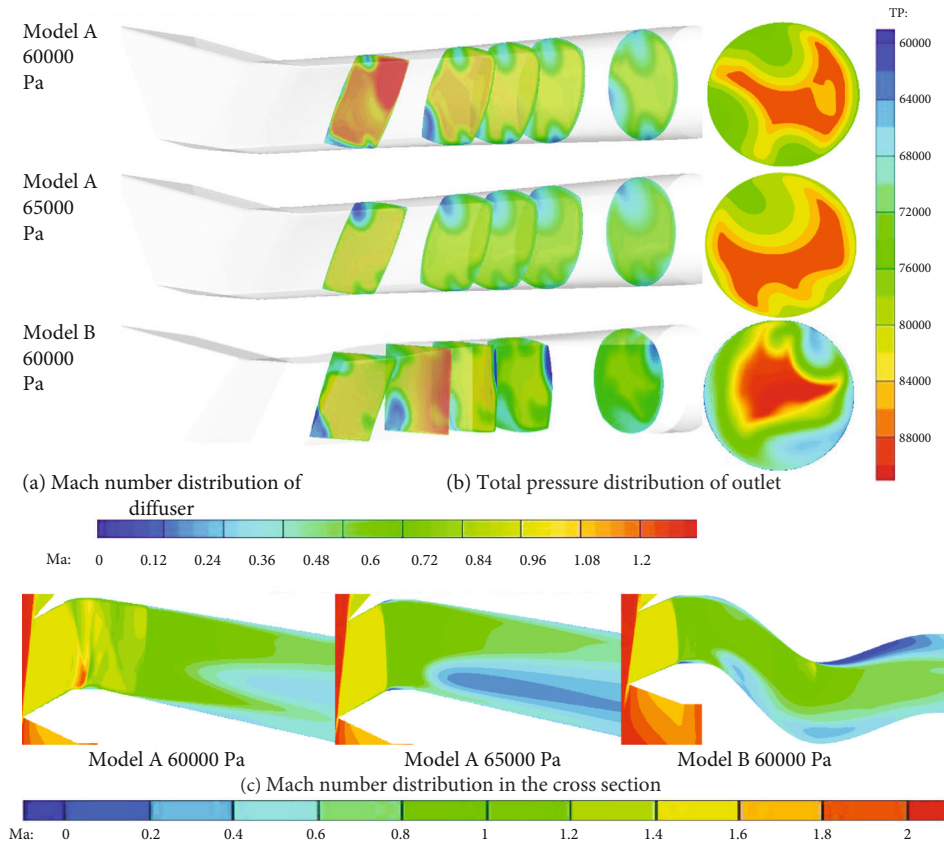 TP:
Model A
60000
Pa
60000
64000
68000
Model A
65000
Pa
72000
76000
80000
Model B
60000
Pa
84000
88000
(a) Mach number distribution of
diffuser
(b) Total pressure distribution of outlet
Ma: 0 0.12 0.24 0.36 0.48 0.6 0.72 0.84 0.96 1.08 1.2
Model A 60000 Pa Model A 65000 Pa Model B 60000 Pa
(c) Mach number distribution in the cross section
Ma: 0 0.2 0.4 0.6 0.8 1 1.2 1.4 1.6 1.8 2